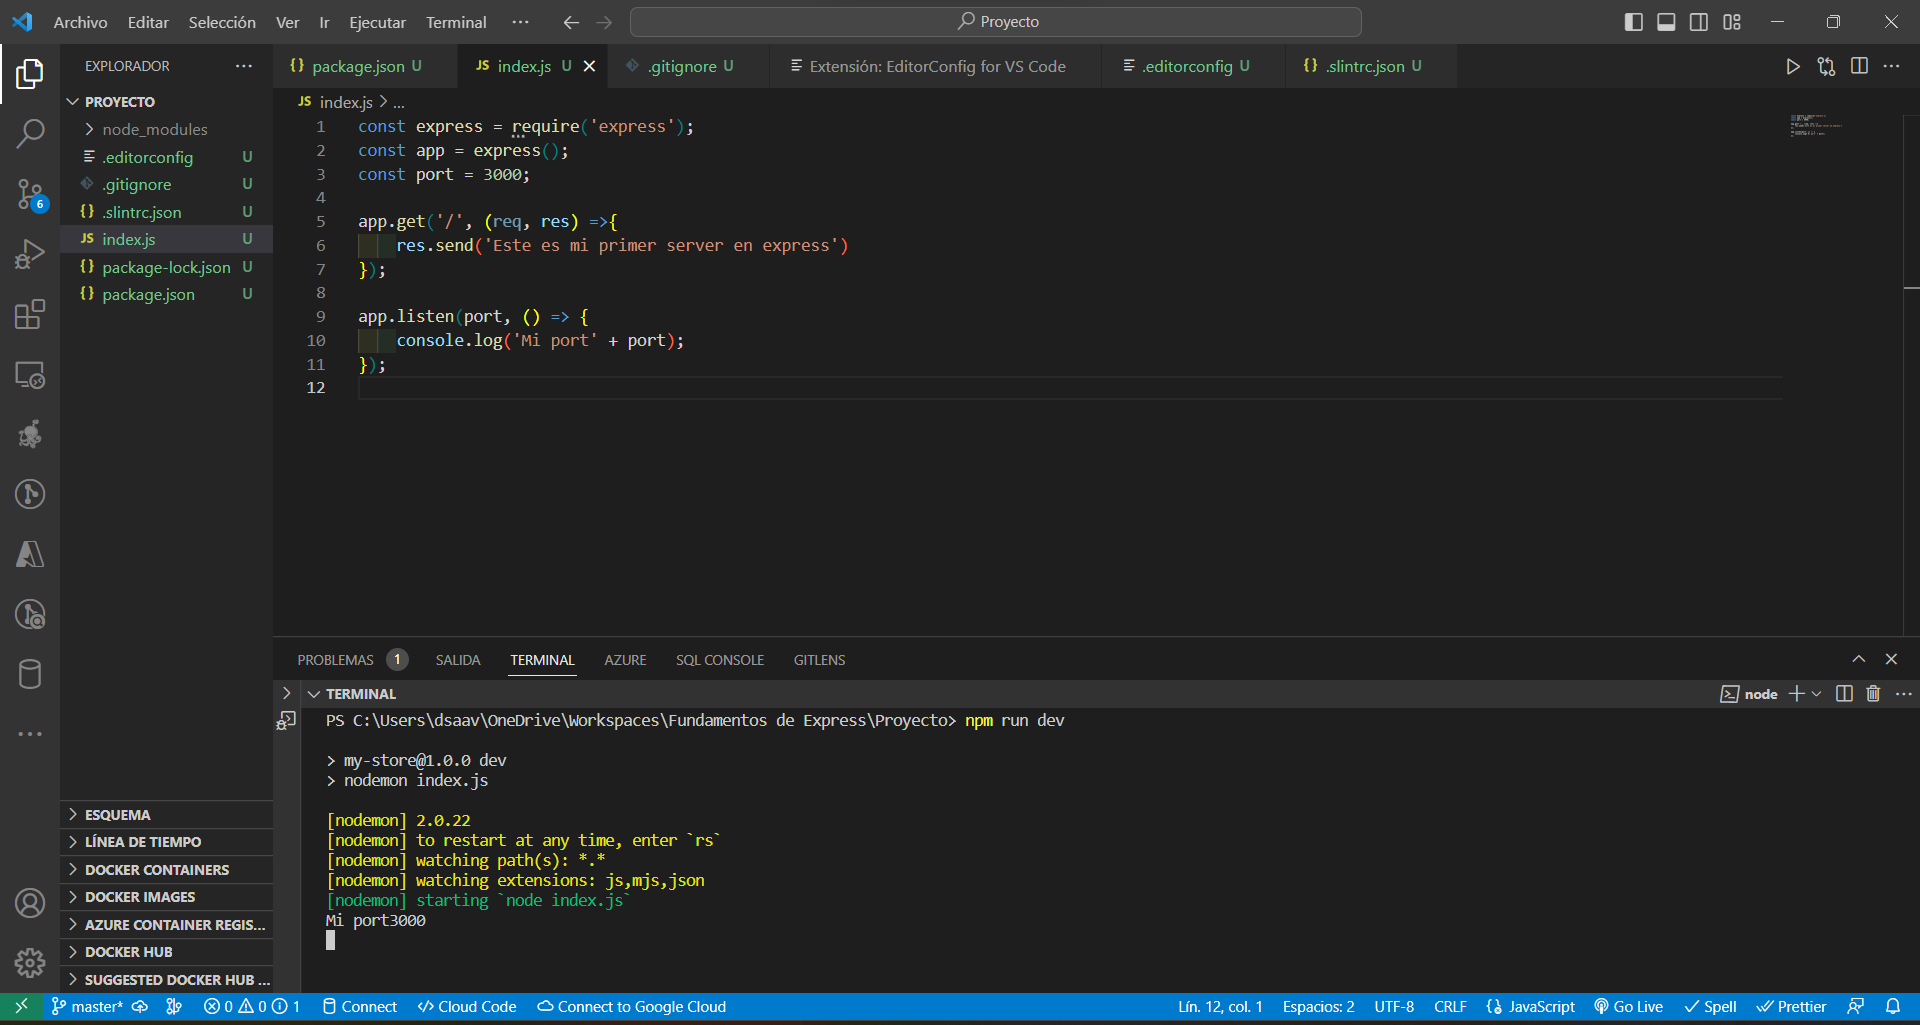 Archivo Editar Selección Ver Ir Ejecutar Terminal ··· Proyecto
EXPLORADOR
PROYECTO
node_modules
.editorconfig U
.gitignore U
.slintrc.json U
index.js U
package-lock.json U
package.json U
6
ESQUEMA
LÍNEA DE TIEMPO
DOCKER CONTAINERS
DOCKER IMAGES
AZURE CONTAINER REGIS...
DOCKER HUB
SUGGESTED DOCKER HUB ...
{} package.json U JS index.js U .gitignore U Extensión: EditorConfig for VS Code .editorconfig U {} .slintrc.json U
JS index.js > ...
1 const express = require('express');
2 const app = express();
3 const port = 3000;
4
5 app.get('/', (req, res) =>{
6 res.send('Este es mi primer server en express')
7 });
8
9 app.listen(port, () => {
10 console.log('Mi port' + port);
11 });
12
PROBLEMAS 1 SALIDA TERMINAL AZURE SQL CONSOLE GITLENS
TERMINAL node
PS C:\Users\dsaav\OneDrive\Workspaces\Fundamentos de Express\Proyecto> npm run dev
> my-store@1.0.0 dev
> nodemon index.js
[nodemon] 2.0.22
[nodemon] to restart at any time, enter `rs`
[nodemon] watching path(s): *.*
[nodemon] watching extensions: js,mjs,json
[nodemon] starting `node index.js`
Mi port3000
master* 0 0 1 Connect Cloud Code Connect to Google Cloud Lín. 12, col. 1 Espacios: 2 UTF-8 CRLF JavaScript Go Live Spell Prettier